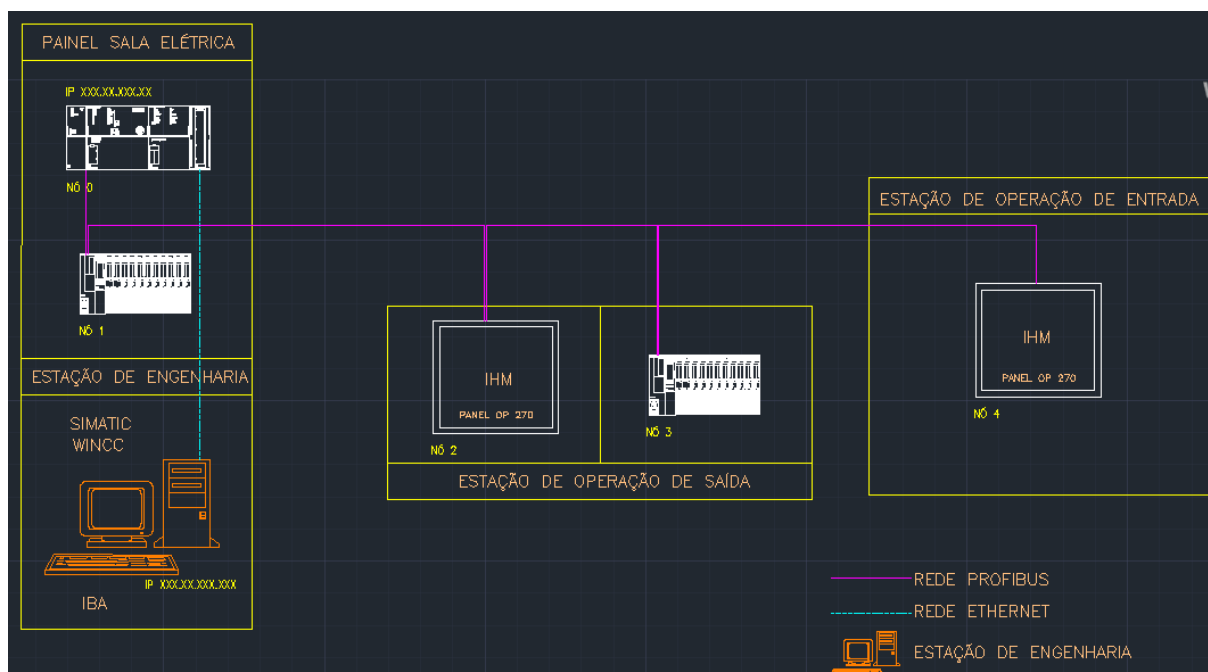 PAINEL SALA ELÉTRICA
IP XXX.XX.XXX.XX
NÓ 0
NÓ 1
ESTAÇÃO DE ENGENHARIA
SIMATIC
WINCC
IP XXX.XX.XXX.XXX
IBA
IHM
PANEL OP 270
NÓ 2
NÓ 3
ESTAÇÃO DE OPERAÇÃO DE SAÍDA
ESTAÇÃO DE OPERAÇÃO DE ENTRADA
IHM
PANEL OP 270
NÓ 4
REDE PROFIBUS
REDE ETHERNET
ESTAÇÃO DE ENGENHARIA